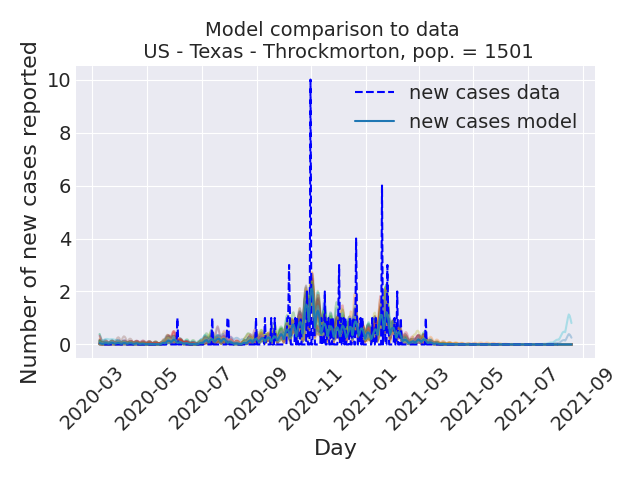 Model comparison to data
US - Texas - Throckmorton, pop. = 1501
Number of new cases reported
10
8
6
4
2
0
new cases data
new cases model
2020-03
2020-05
2020-07
2020-09
2020-11
2021-01
2021-03
2021-05
2021-07
2021-09
Day